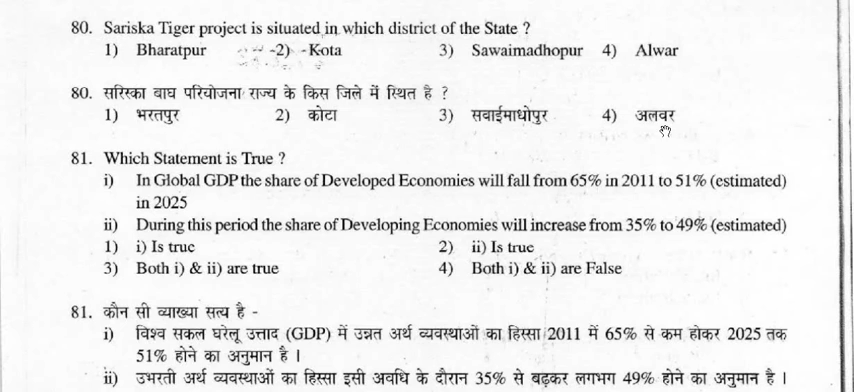 80. Sariska Tiger project is situated in which district of the State ?
1) Bharatpur 2) Kota 3) Sawaimadhopur 4) Alwar
80. सरिस्का बाघ परियोजना राज्य के किस जिले में स्थित है ?
1) भरतपुर 2) कोटा 3) सवाईमाधोपुर 4) अलवर
81. Which Statement is True ?
i) In Global GDP the share of Developed Economies will fall from 65% in 2011 to 51% (estimated)
in 2025
ii) During this period the share of Developing Economies will increase from 35% to 49% (estimated)
1) i) Is true 2) ii) Is true
3) Both i) & ii) are true 4) Both i) & ii) are False
81. कौन सी व्याख्या सत्य है -
i) विश्व सकल घरेलू उत्ताद (GDP) में उन्नत अर्थ व्यवस्थाओं का हिस्सा 2011 में 65% से कम होकर 2025 तक
51% होने का अनुमान है ।
ii) उभरती अर्थ व्यवस्थाओं का हिस्सा इसी अवधि के दौरान 35% से बढ़कर लगभग 49% होने का अनुमान है ।